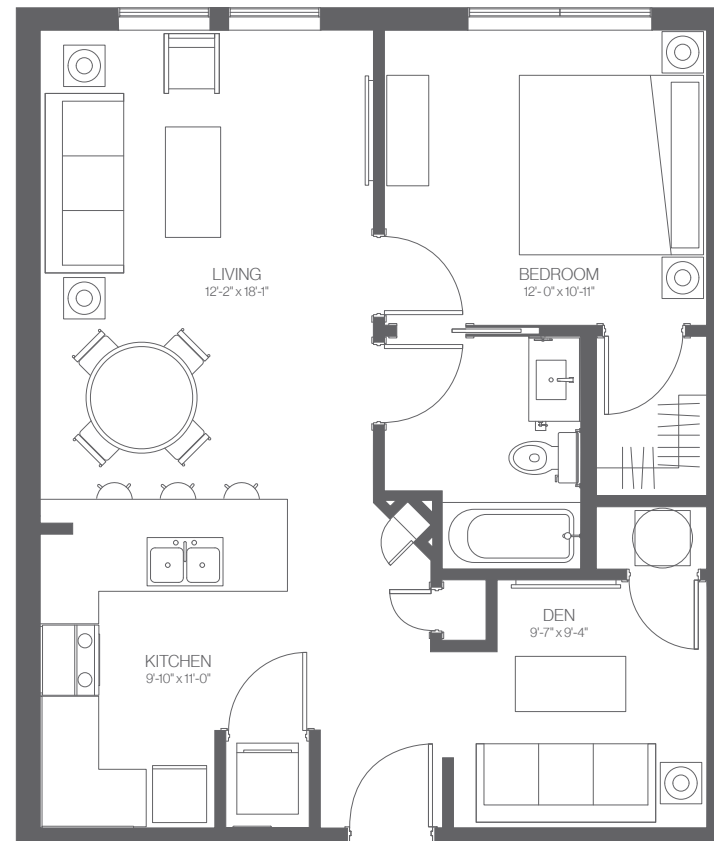 LIVING
12'-2" x 18'-1"
BEDROOM
12'- 0" x 10'-11"
DEN
9'-7" x 9'-4"
KITCHEN
9'-10" x 11'-0"